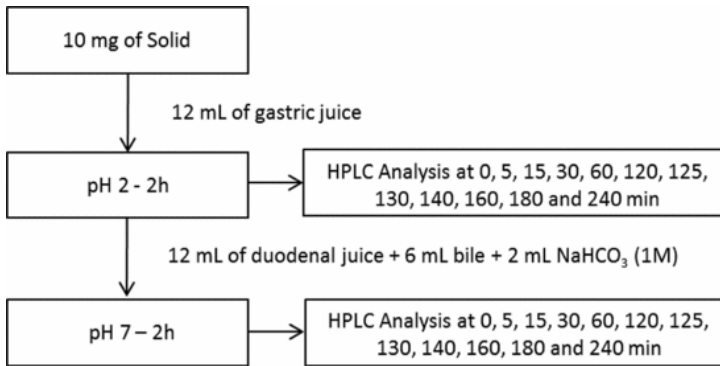 10 mg of Solid
12 mL of gastric juice
pH 2 - 2h
HPLC Analysis at 0, 5, 15, 30, 60, 120, 125,
130, 140, 160, 180 and 240 min
12 mL of duodenal juice + 6 mL bile + 2 mL NaHCO₃ (1M)
pH 7 – 2h
HPLC Analysis at 0, 5, 15, 30, 60, 120, 125,
130, 140, 160, 180 and 240 min